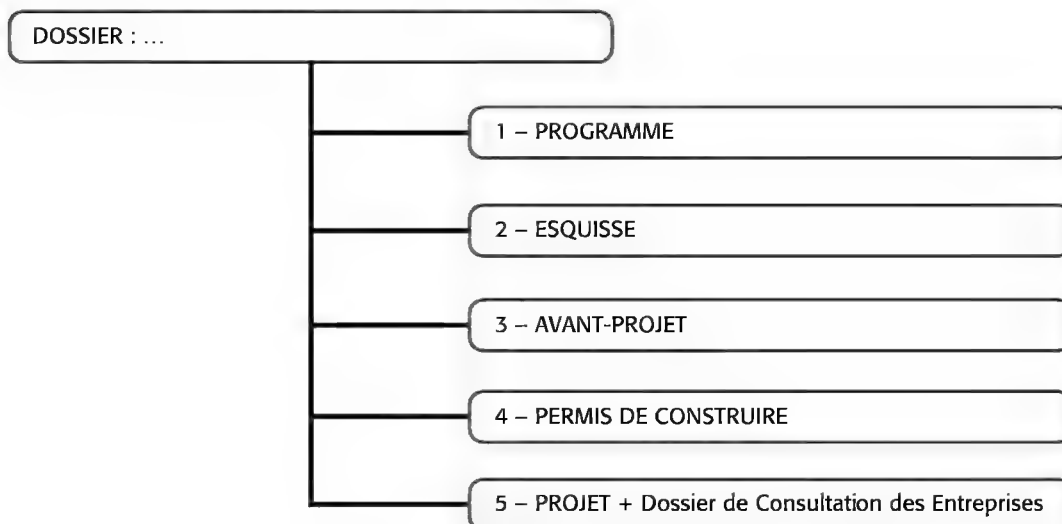 DOSSIER : ...
1 – PROGRAMME
2 – ESQUISSE
3 – AVANT-PROJET
4 – PERMIS DE CONSTRUIRE
5 – PROJET + Dossier de Consultation des Entreprises